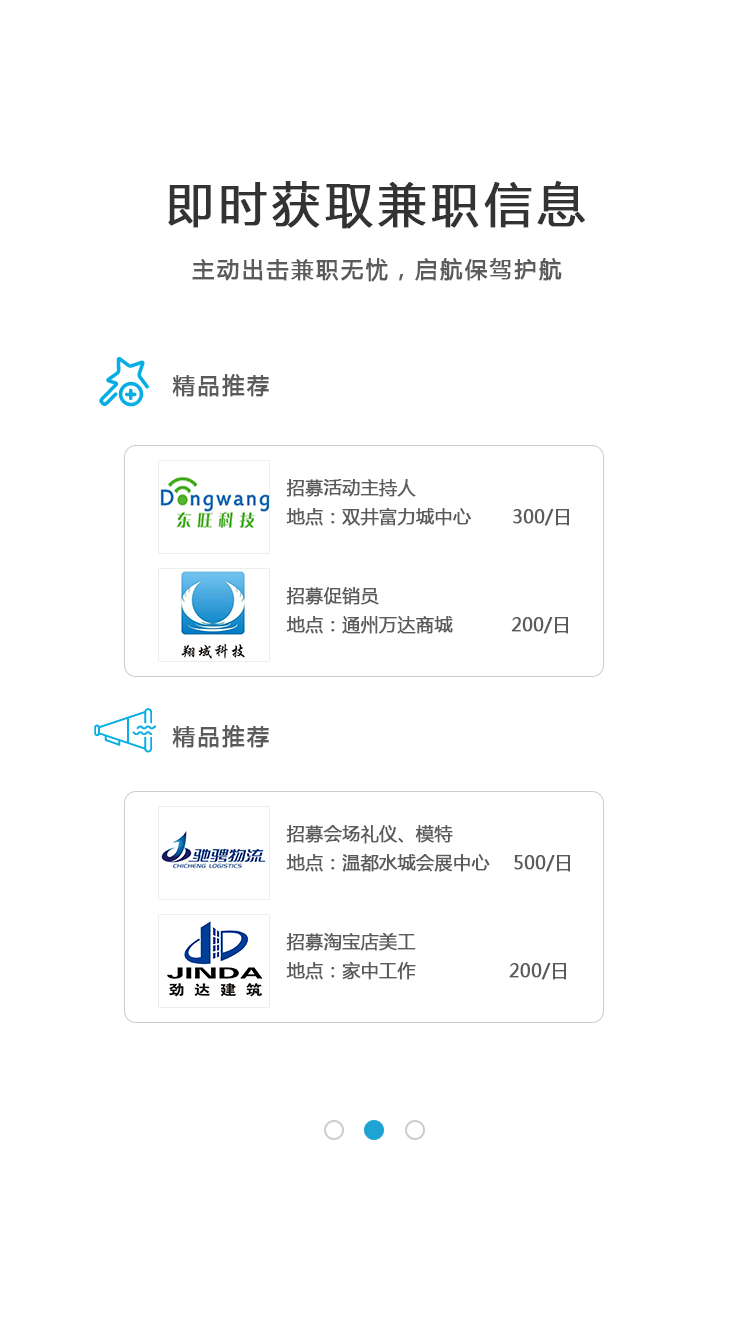 即时获取兼职信息
主动出击兼职无忧，启航保驾护航
精品推荐
Dongwang
东旺科技
招募活动主持人
地点：双井富力城中心 300/日
翔域科技
招募促销员
地点：通州万达商城 200/日
精品推荐
驰骋物流
CHICHENG LOGISTICS
招募会场礼仪、模特
地点：温都水城会展中心 500/日
JINDA
劲达建筑
招募淘宝店美工
地点：家中工作 200/日